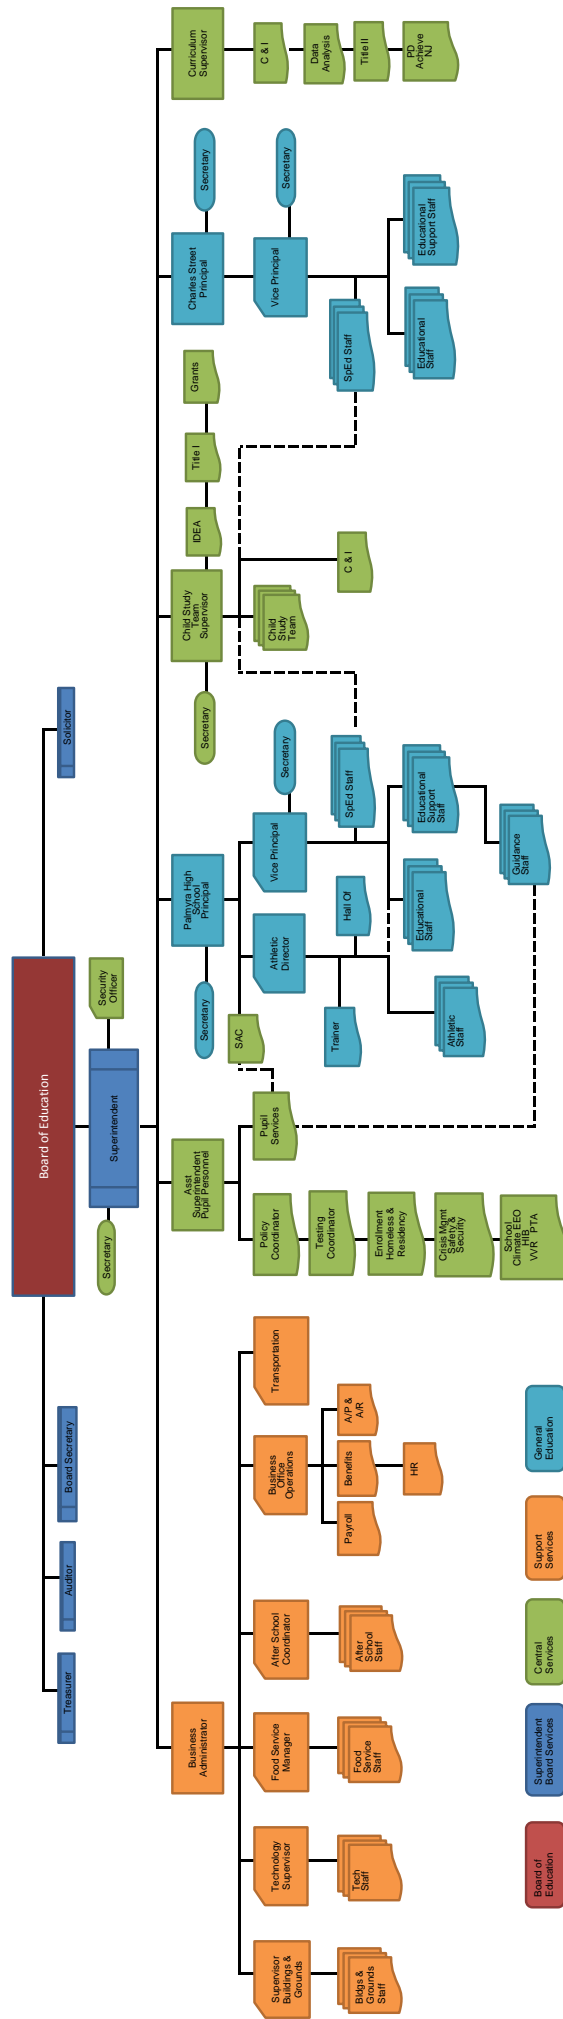 Board of Education
Treasurer
Auditor
Board Secretary
Solicitor
Secretary
Superintendent
Security
Officer
Business
Administrator
Asst
Superintendent
Pupil Personnel
Secretary
Palmyra High
School
Principal
Secretary
Child Study
Team
Supervisor
IDEA
Title I
Grants
Charles Street
Principal
Secretary
Curriculum
Supervisor
Supervisor
Buildings &
Grounds
Technology
Supervisor
Food Service
Manager
After School
Coordinator
Business
Office
Operations
Transportation
Policy
Coordinator
Pupil
Services
SAC
Athletic
Director
Vice Principal
Secretary
Child
Study
Team
Vice Principal
Secretary
C & I
Bldgs &
Grounds
Staff
Tech
Staff
Food
Service
Staff
After
School
Staff
Payroll
Benefits
A/P &
A/R
HR
Testing
Coordinator
Enrollment
Homeless &
Residency
Crisis Mgmt
Safety &
Security
School
Climate EEO
HIB
VVR PTA
Trainer
Hall Of
Athletic
Staff
SpEd Staff
Educational
Staff
Educational
Support
Staff
Guidance
Staff
C & I
SpEd Staff
Educational
Staff
Educational
Support Staff
Data
Analysis
Title II
PD
Achieve
NJ
Board of
Education
Superintendent
Board Services
Central
Services
Support
Services
General
Education